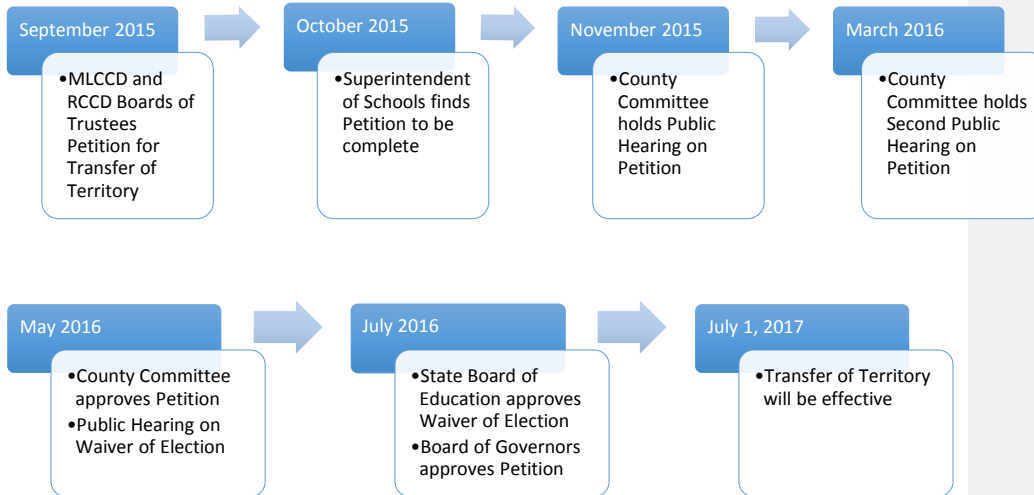 September 2015
•MLCCD and
RCCD Boards of
Trustees
Petition for
Transfer of
Territory
October 2015
•Superintendent
of Schools finds
Petition to be
complete
November 2015
•County
Committee
holds Public
Hearing on
Petition
March 2016
•County
Committee holds
Second Public
Hearing on
Petition
May 2016
•County Committee
approves Petition
•Public Hearing on
Waiver of Election
July 2016
•State Board of
Education approves
Waiver of Election
•Board of Governors
approves Petition
July 1, 2017
•Transfer of Territory
will be effective